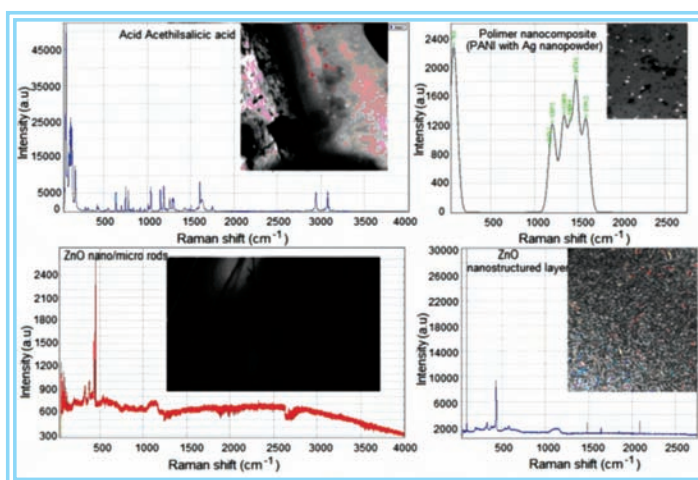 Acid Acethilsalicic acid
45000
35000
25000
15000
5000
0
500 1000 1500 2000 2500 3000 3500 4000
Raman shift (cm-1)
Intensity (a.u)
Polimer nanocomposite
(PANI with Ag nanopowder)
2400
2000
1600
1200
800
400
0
500 1000 1500 2000 2500
Raman shift (cm-1)
Intensity (a.u)
ZnO nano/micro rods
2400
2100
1800
1500
1200
900
600
300
500 1000 1500 2000 2500 3000 3500 4000
Raman shift (cm-1)
Intensity (a.u)
ZnO
nanostructured layer
30000
26000
22000
18000
14000
10000
6000
2000
500 1000 1500 2000 2500
Raman shift (cm-1)
Intensity (a.u)